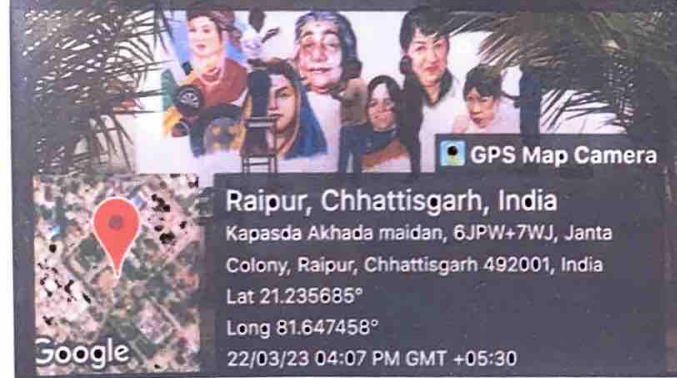 GPS Map Camera
Raipur, Chhattisgarh, India
Kapasda Akhada maidan, 6JPW+7WJ, Janta
Colony, Raipur, Chhattisgarh 492001, India
Lat 21.235685°
Long 81.647458°
22/03/23 04:07 PM GMT +05:30
Google